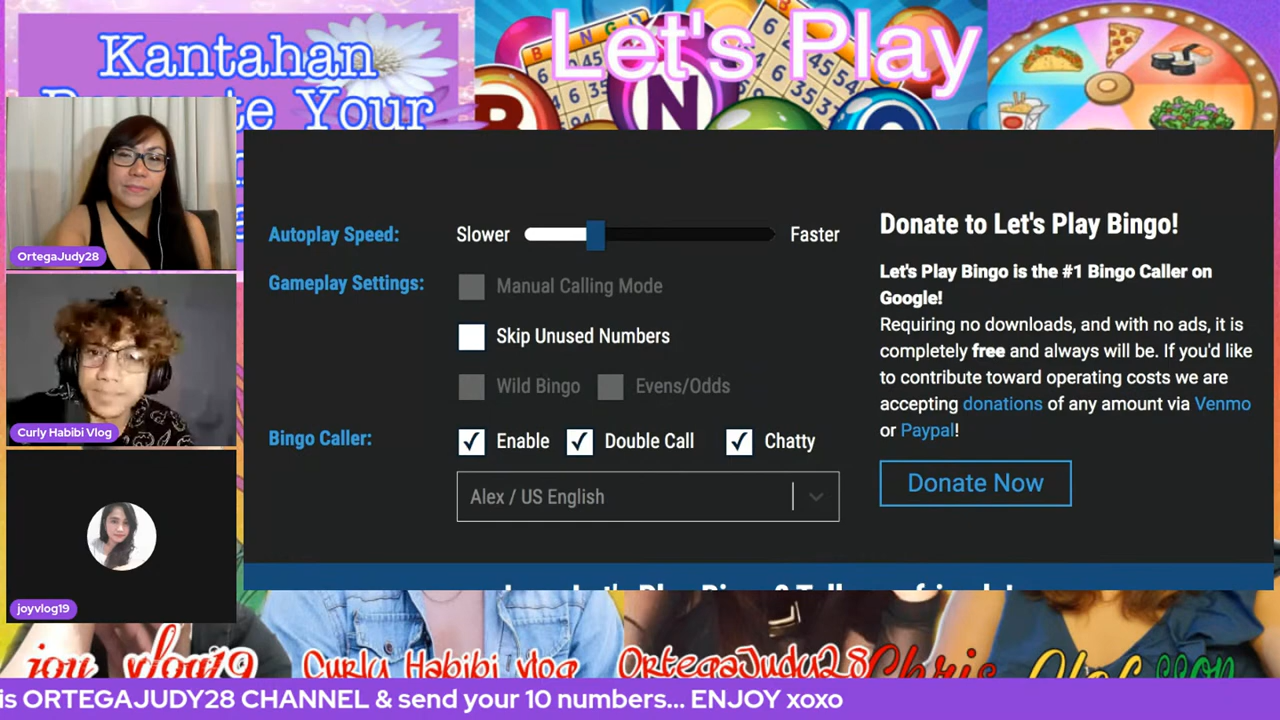 Kantahan
Let's Play
te Your
B I N G
N
OrtegaJudy28
Curly Habibi Vlog
joyvlog19
Autoplay Speed:
Slower
Faster
Gameplay Settings:
Manual Calling Mode
Skip Unused Numbers
Wild Bingo
Evens/Odds
Bingo Caller:
Enable
Double Call
Chatty
Alex / US English
Donate to Let's Play Bingo!
Let's Play Bingo is the #1 Bingo Caller on
Google!
Requiring no downloads, and with no ads, it is
completely free and always will be. If you'd like
to contribute toward operating costs we are
accepting donations of any amount via Venmo
or Paypal!
Donate Now
joy vlog19
Curly Habibi vlog
OrtegaJudy28
Chris
is ORTEGAJUDY28 CHANNEL & send your 10 numbers... ENJOY xoxo